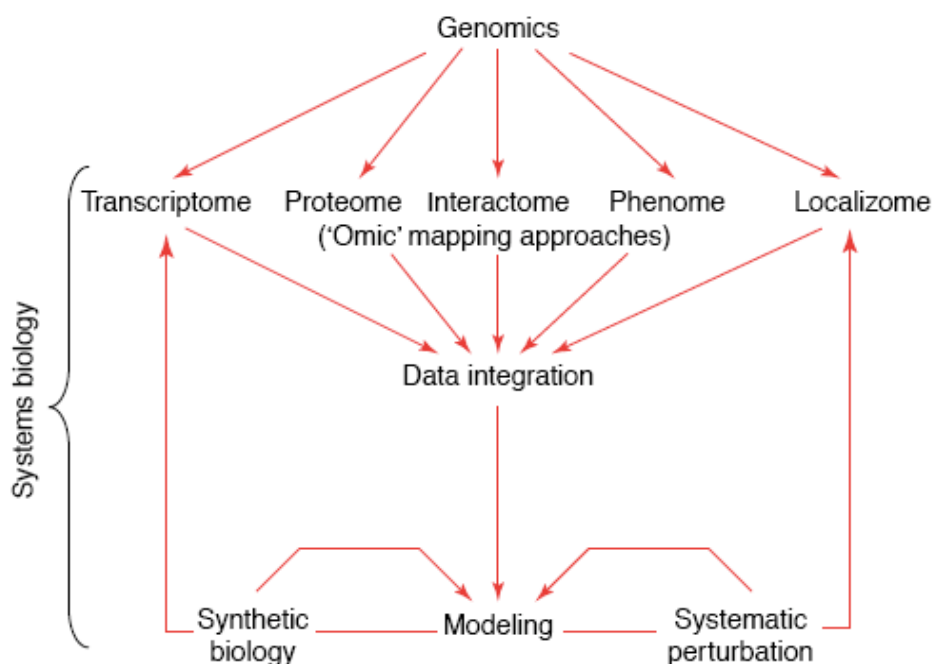 Genomics
Transcriptome Proteome Interactome Phenome Localizome
('Omic' mapping approaches)
Data integration
Systems biology
Synthetic biology
Modeling
Systematic perturbation